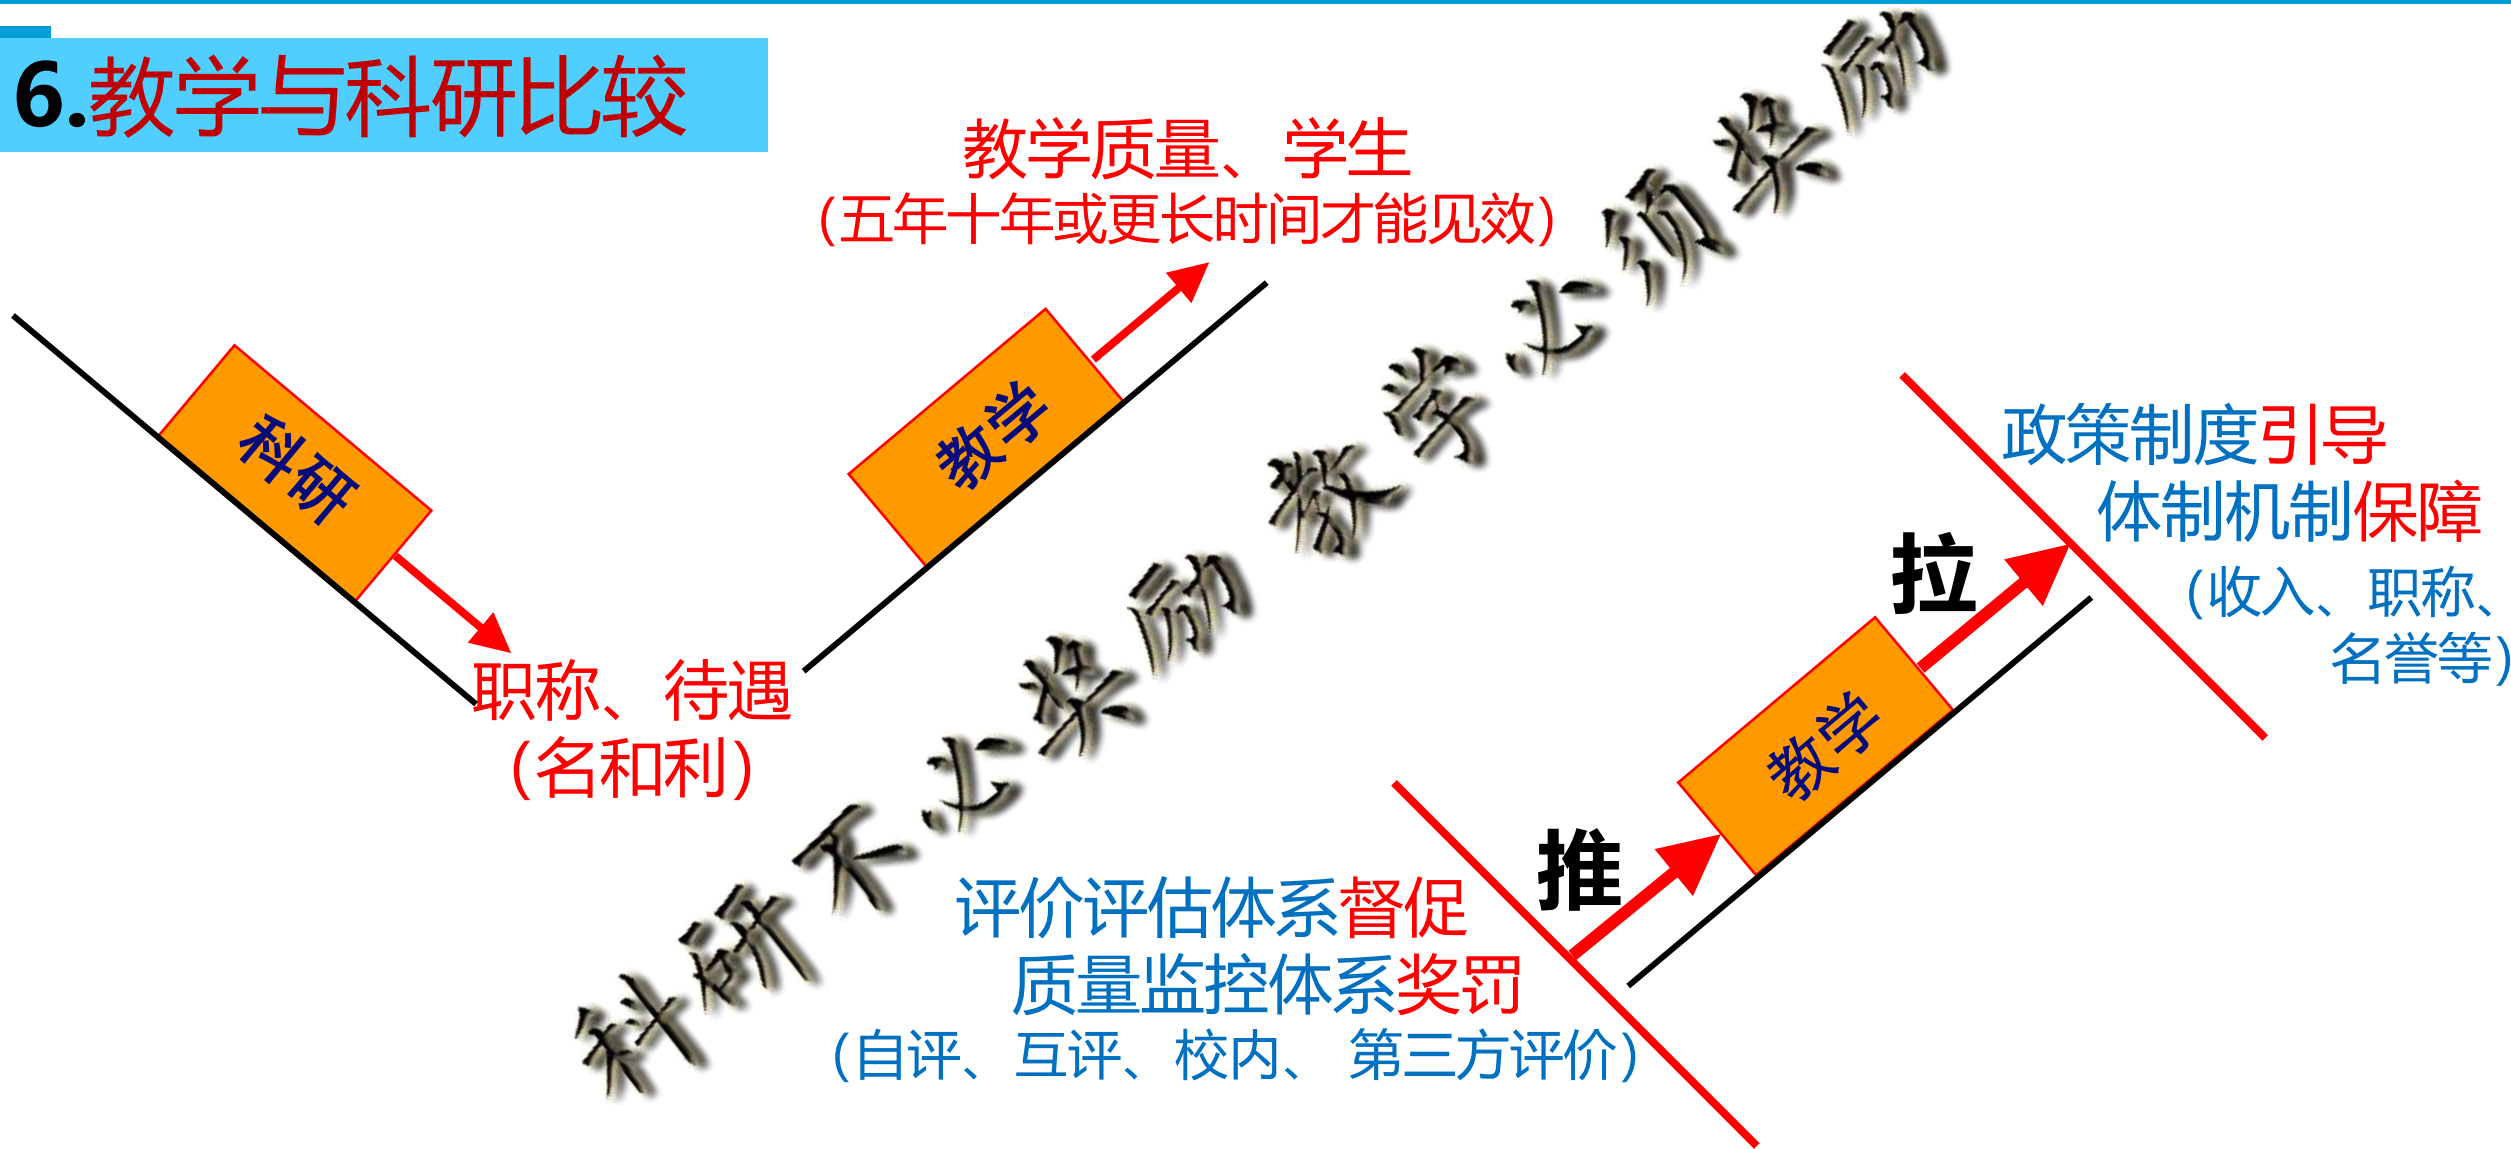 6.教学与科研比较
教学质量、学生
(五年十年或更长时间才能见效)
科研
职称、待遇
(名和利)
教学
科研不必奖励 教学必须奖励
政策制度引导
体制机制保障
(收入、职称、
名誉等)
拉
教学
推
评价评估体系督促
质量监控体系奖罚
(自评、互评、校内、第三方评价)